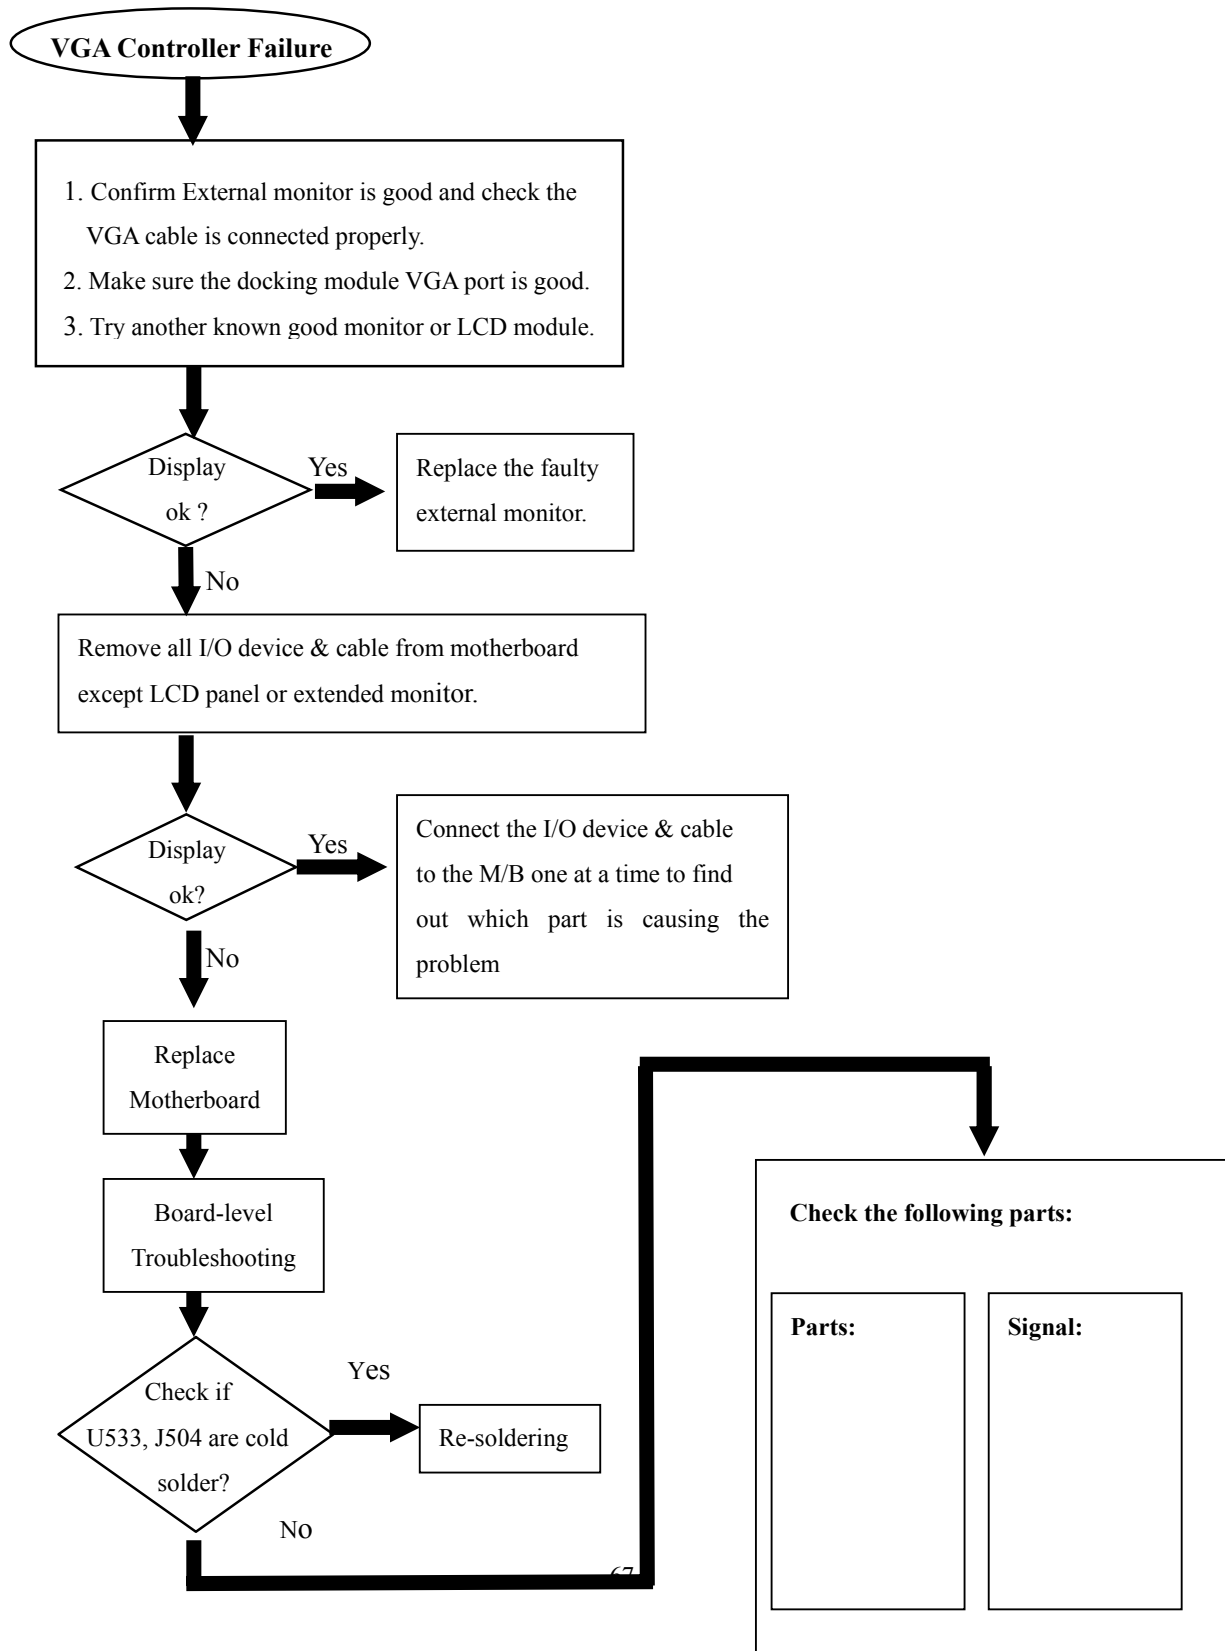 VGA Controller Failure
1. Confirm External monitor is good and check the
VGA cable is connected properly.
2. Make sure the docking module VGA port is good.
3. Try another known good monitor or LCD module.
Display
ok ?
Yes
Replace the faulty
external monitor.
No
Remove all I/O device & cable from motherboard
except LCD panel or extended monitor.
Display
ok?
Yes
Connect the I/O device & cable
to the M/B one at a time to find
out which part is causing the
problem
No
Replace
Motherboard
Board-level
Troubleshooting
Check if
U533, J504 are cold
solder?
Yes
Re-soldering
No
Check the following parts:
Parts:
Signal:
67